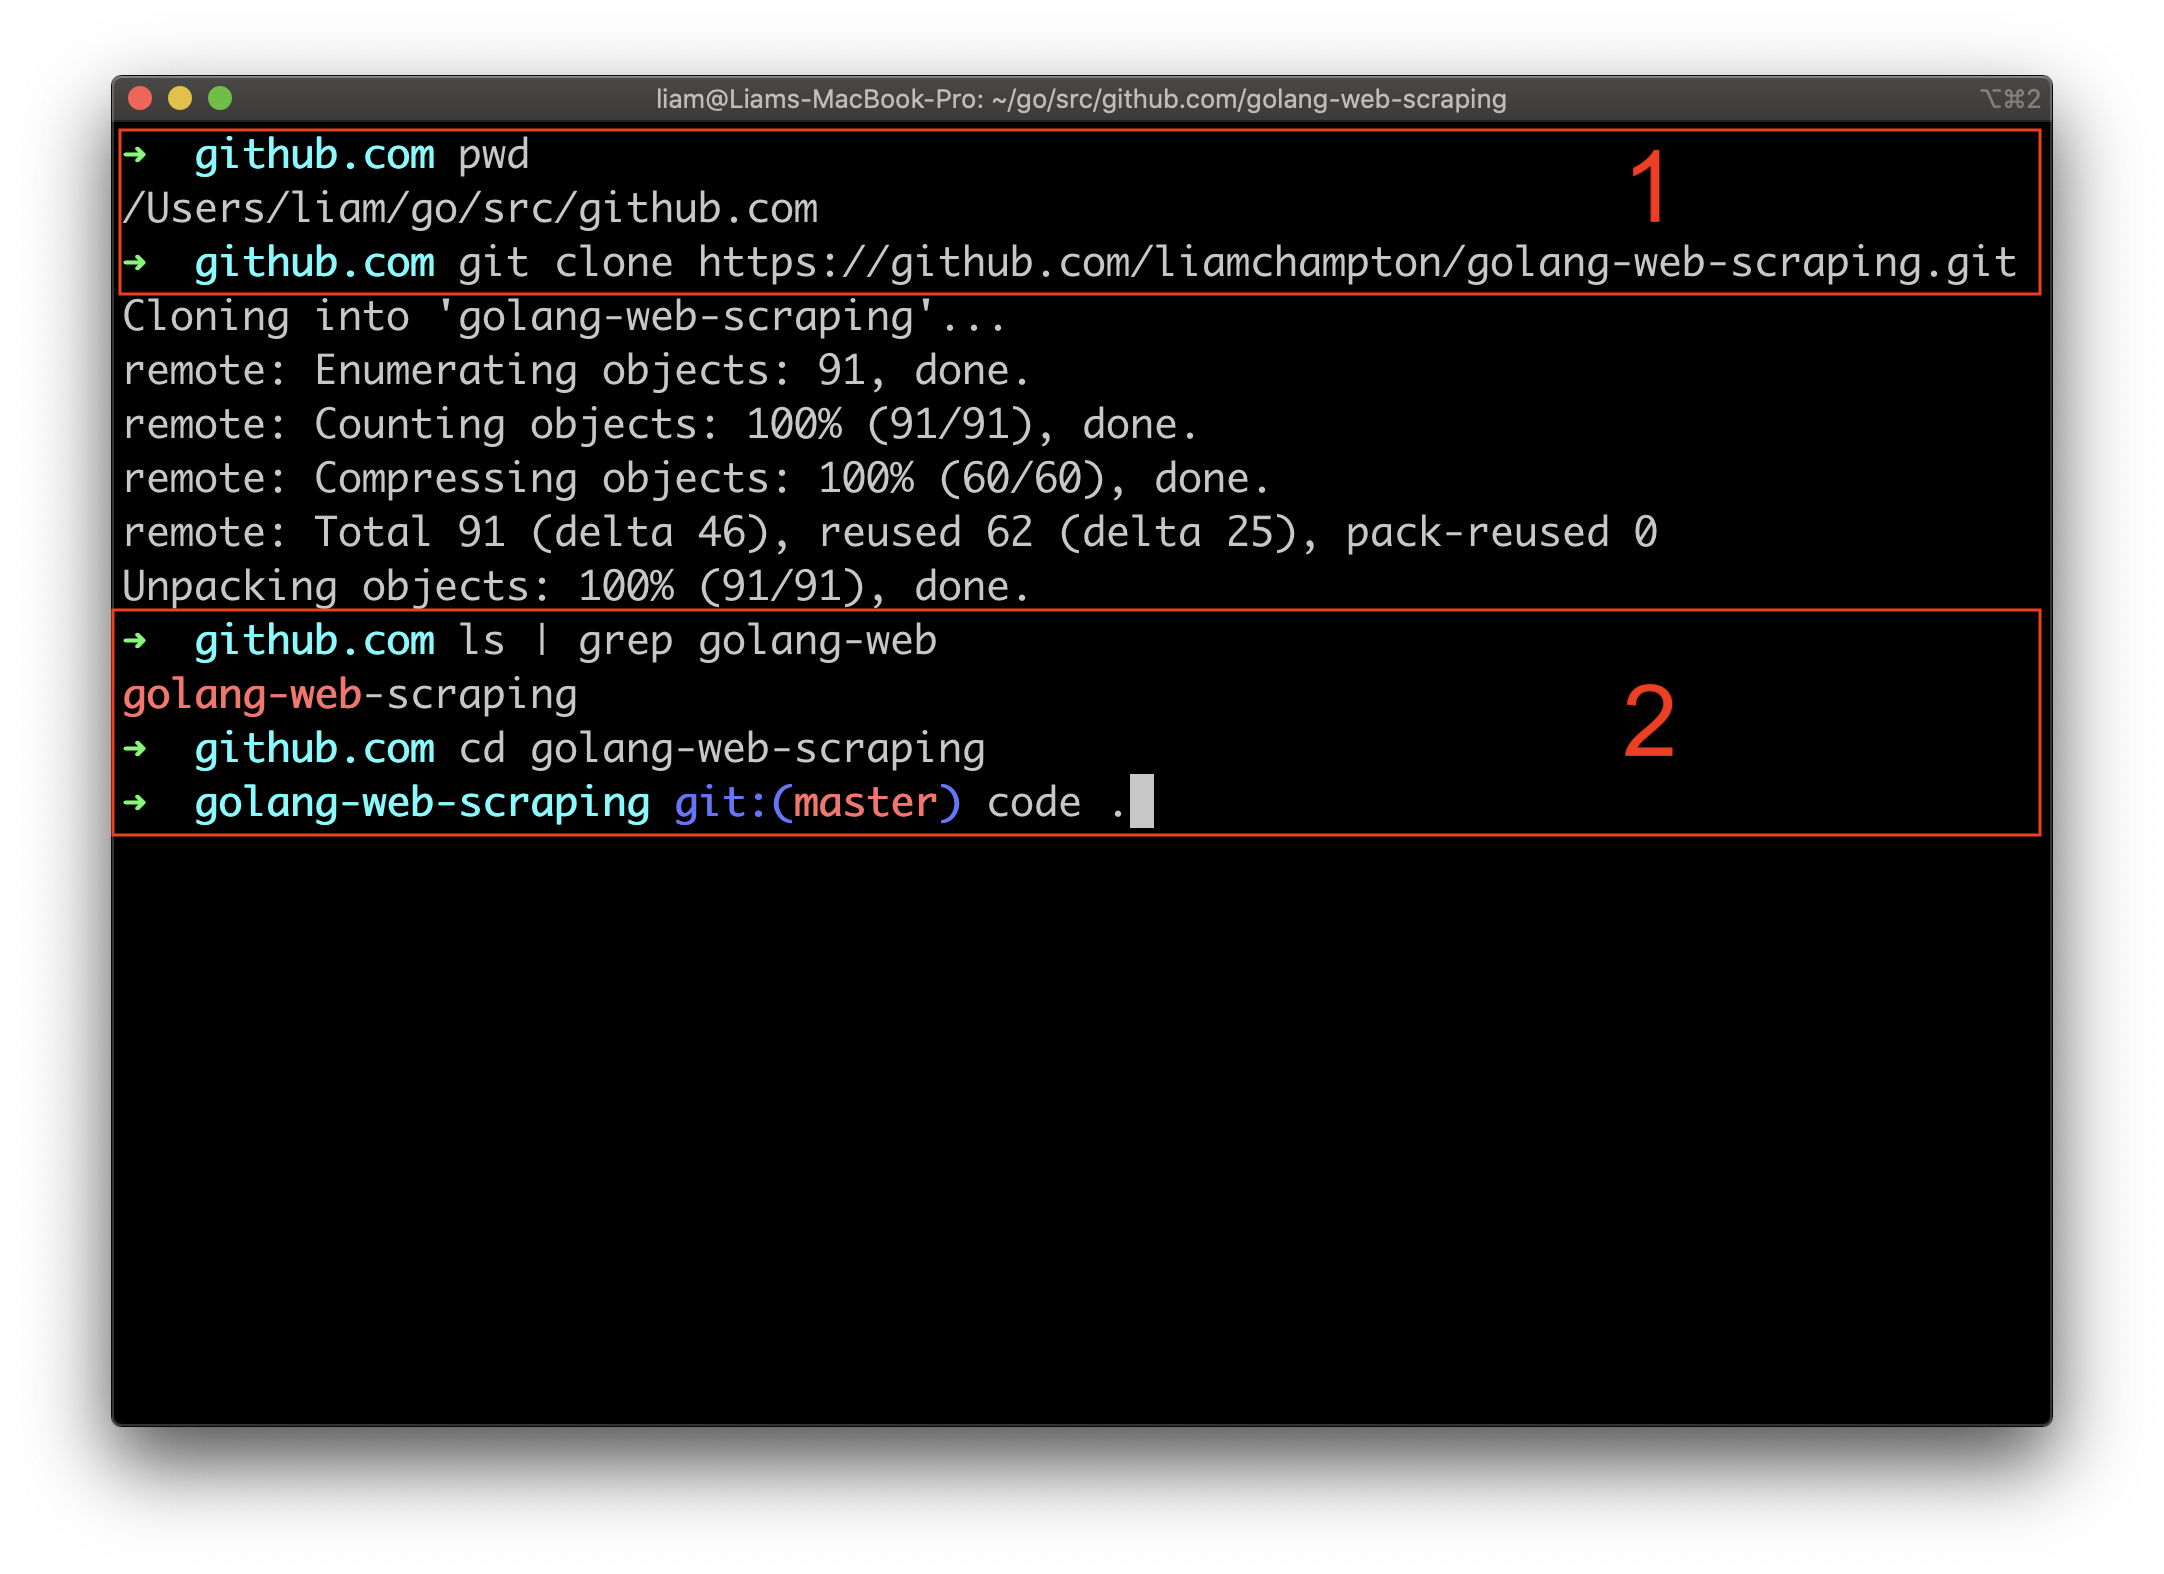 liam@Liams-MacBook-Pro: ~/go/src/github.com/golang-web-scraping ⌥⌘2
➜ github.com pwd
1
/Users/liam/go/src/github.com
➜ github.com git clone https://github.com/liamchampton/golang-web-scraping.git
Cloning into 'golang-web-scraping'...
remote: Enumerating objects: 91, done.
remote: Counting objects: 100% (91/91), done.
remote: Compressing objects: 100% (60/60), done.
remote: Total 91 (delta 46), reused 62 (delta 25), pack-reused 0
Unpacking objects: 100% (91/91), done.
➜ github.com ls | grep golang-web
golang-web-scraping
2
➜ github.com cd golang-web-scraping
➜ golang-web-scraping git:(master) code .